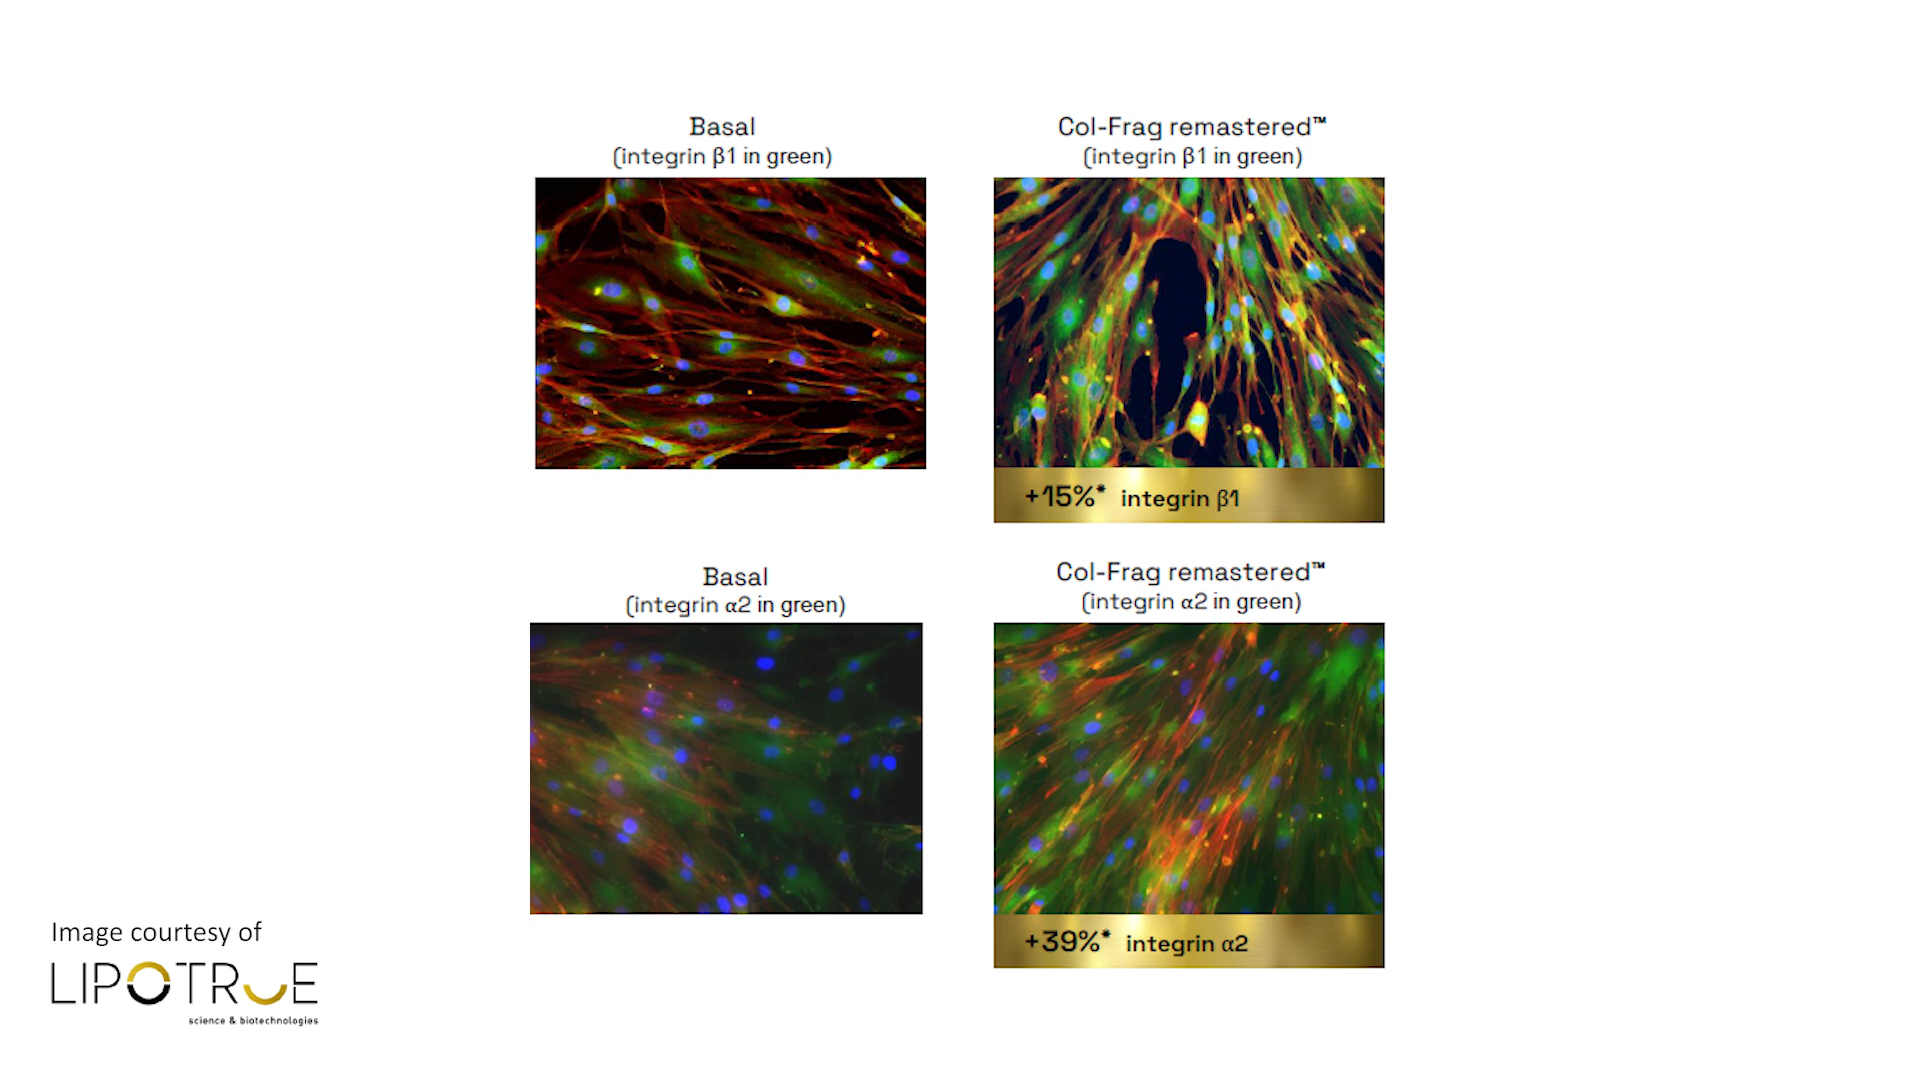 Basal
(integrin β1 in green)
Col-Frag remastered™
(integrin β1 in green)
+15%* integrin β1
Basal
(integrin α2 in green)
Col-Frag remastered™
(integrin α2 in green)
+39%* integrin α2
Image courtesy of
LIPOTRUE
science & biotechnologies